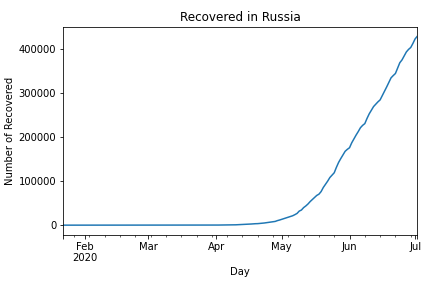 Recovered in Russia
Number of Recovered
400000
300000
200000
100000
0
Feb Mar Apr May Jun Jul
2020
Day